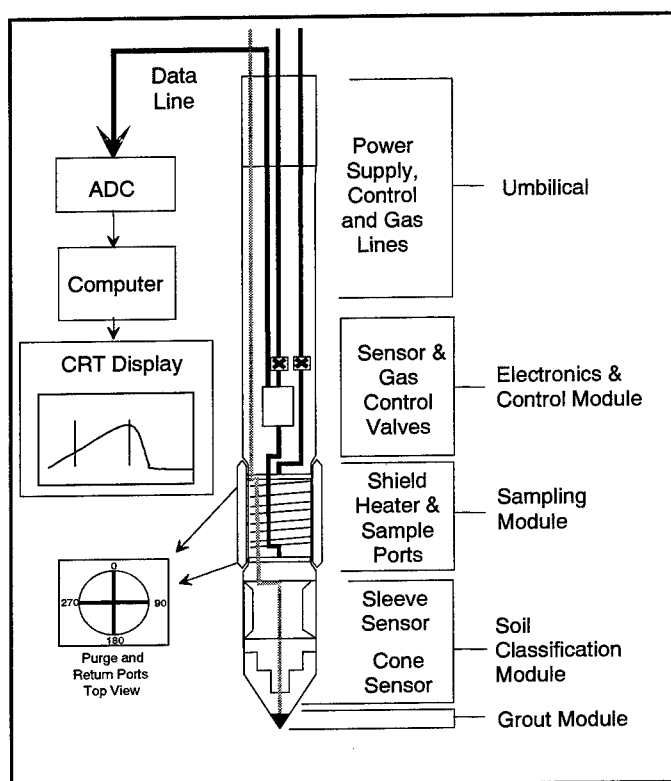 Data
Line
ADC
Computer
CRT Display
0
270
90
180
Purge and
Return Ports
Top View
Power
Supply,
Control
and Gas
Lines
Umbilical
Sensor &
Gas
Control
Valves
Electronics &
Control Module
Shield
Heater &
Sample
Ports
Sampling
Module
Sleeve
Sensor
Cone
Sensor
Soil
Classification
Module
Grout Module